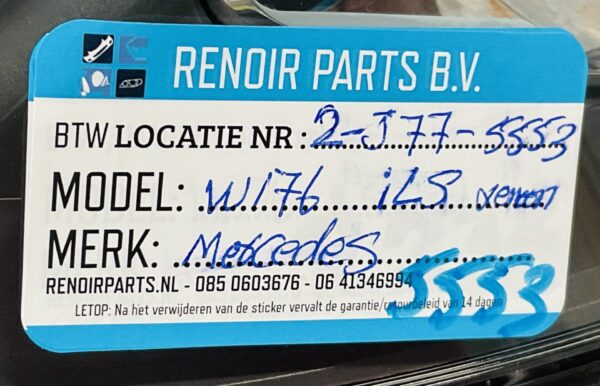 RENOIR PARTS B.V.
BTW LOCATIE NR : 2-J77-5553
MODEL: W176 iLS xenon
MERK: Mercedes
RENOIRPARTS.NL - 085 0603676 - 06 41346994
5553
LETOP: Na het verwijderen van de sticker vervalt de garantie/retourbeleid van 14 dagen